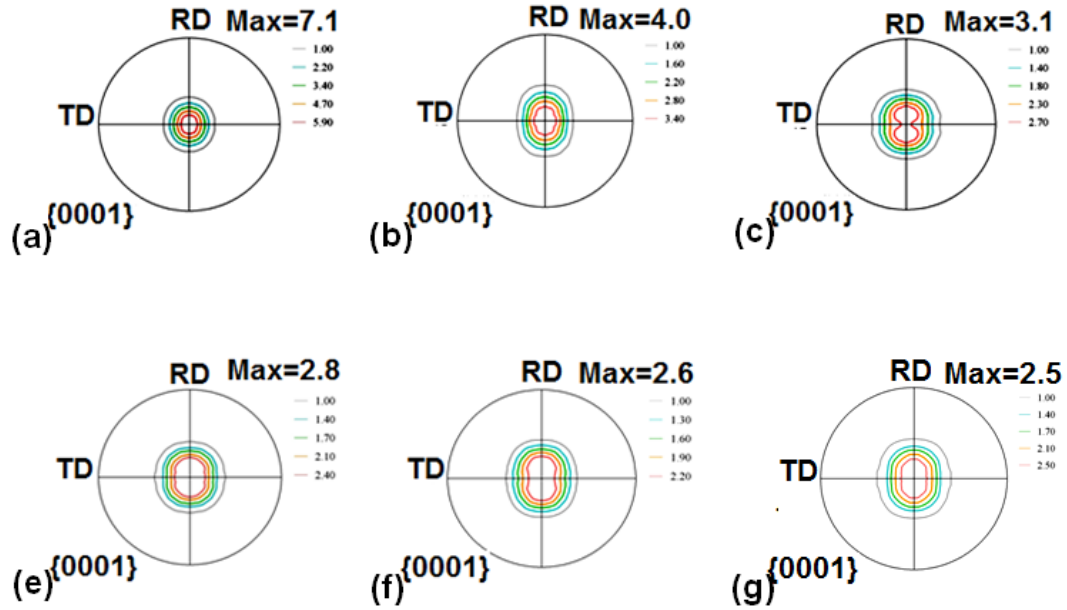 RD Max=7.1
1.00
2.20
3.40
4.70
5.90
TD
{0001}
(a)
RD Max=4.0
1.00
1.60
2.20
2.80
3.40
TD
{0001}
(b)
RD Max=3.1
1.00
1.40
1.80
2.30
2.70
TD
{0001}
(c)
RD Max=2.8
1.00
1.40
1.70
2.10
2.40
TD
{0001}
(e)
RD Max=2.6
1.00
1.30
1.60
1.90
2.20
TD
{0001}
(f)
RD Max=2.5
1.00
1.40
1.70
2.10
2.50
TD
{0001}
(g)